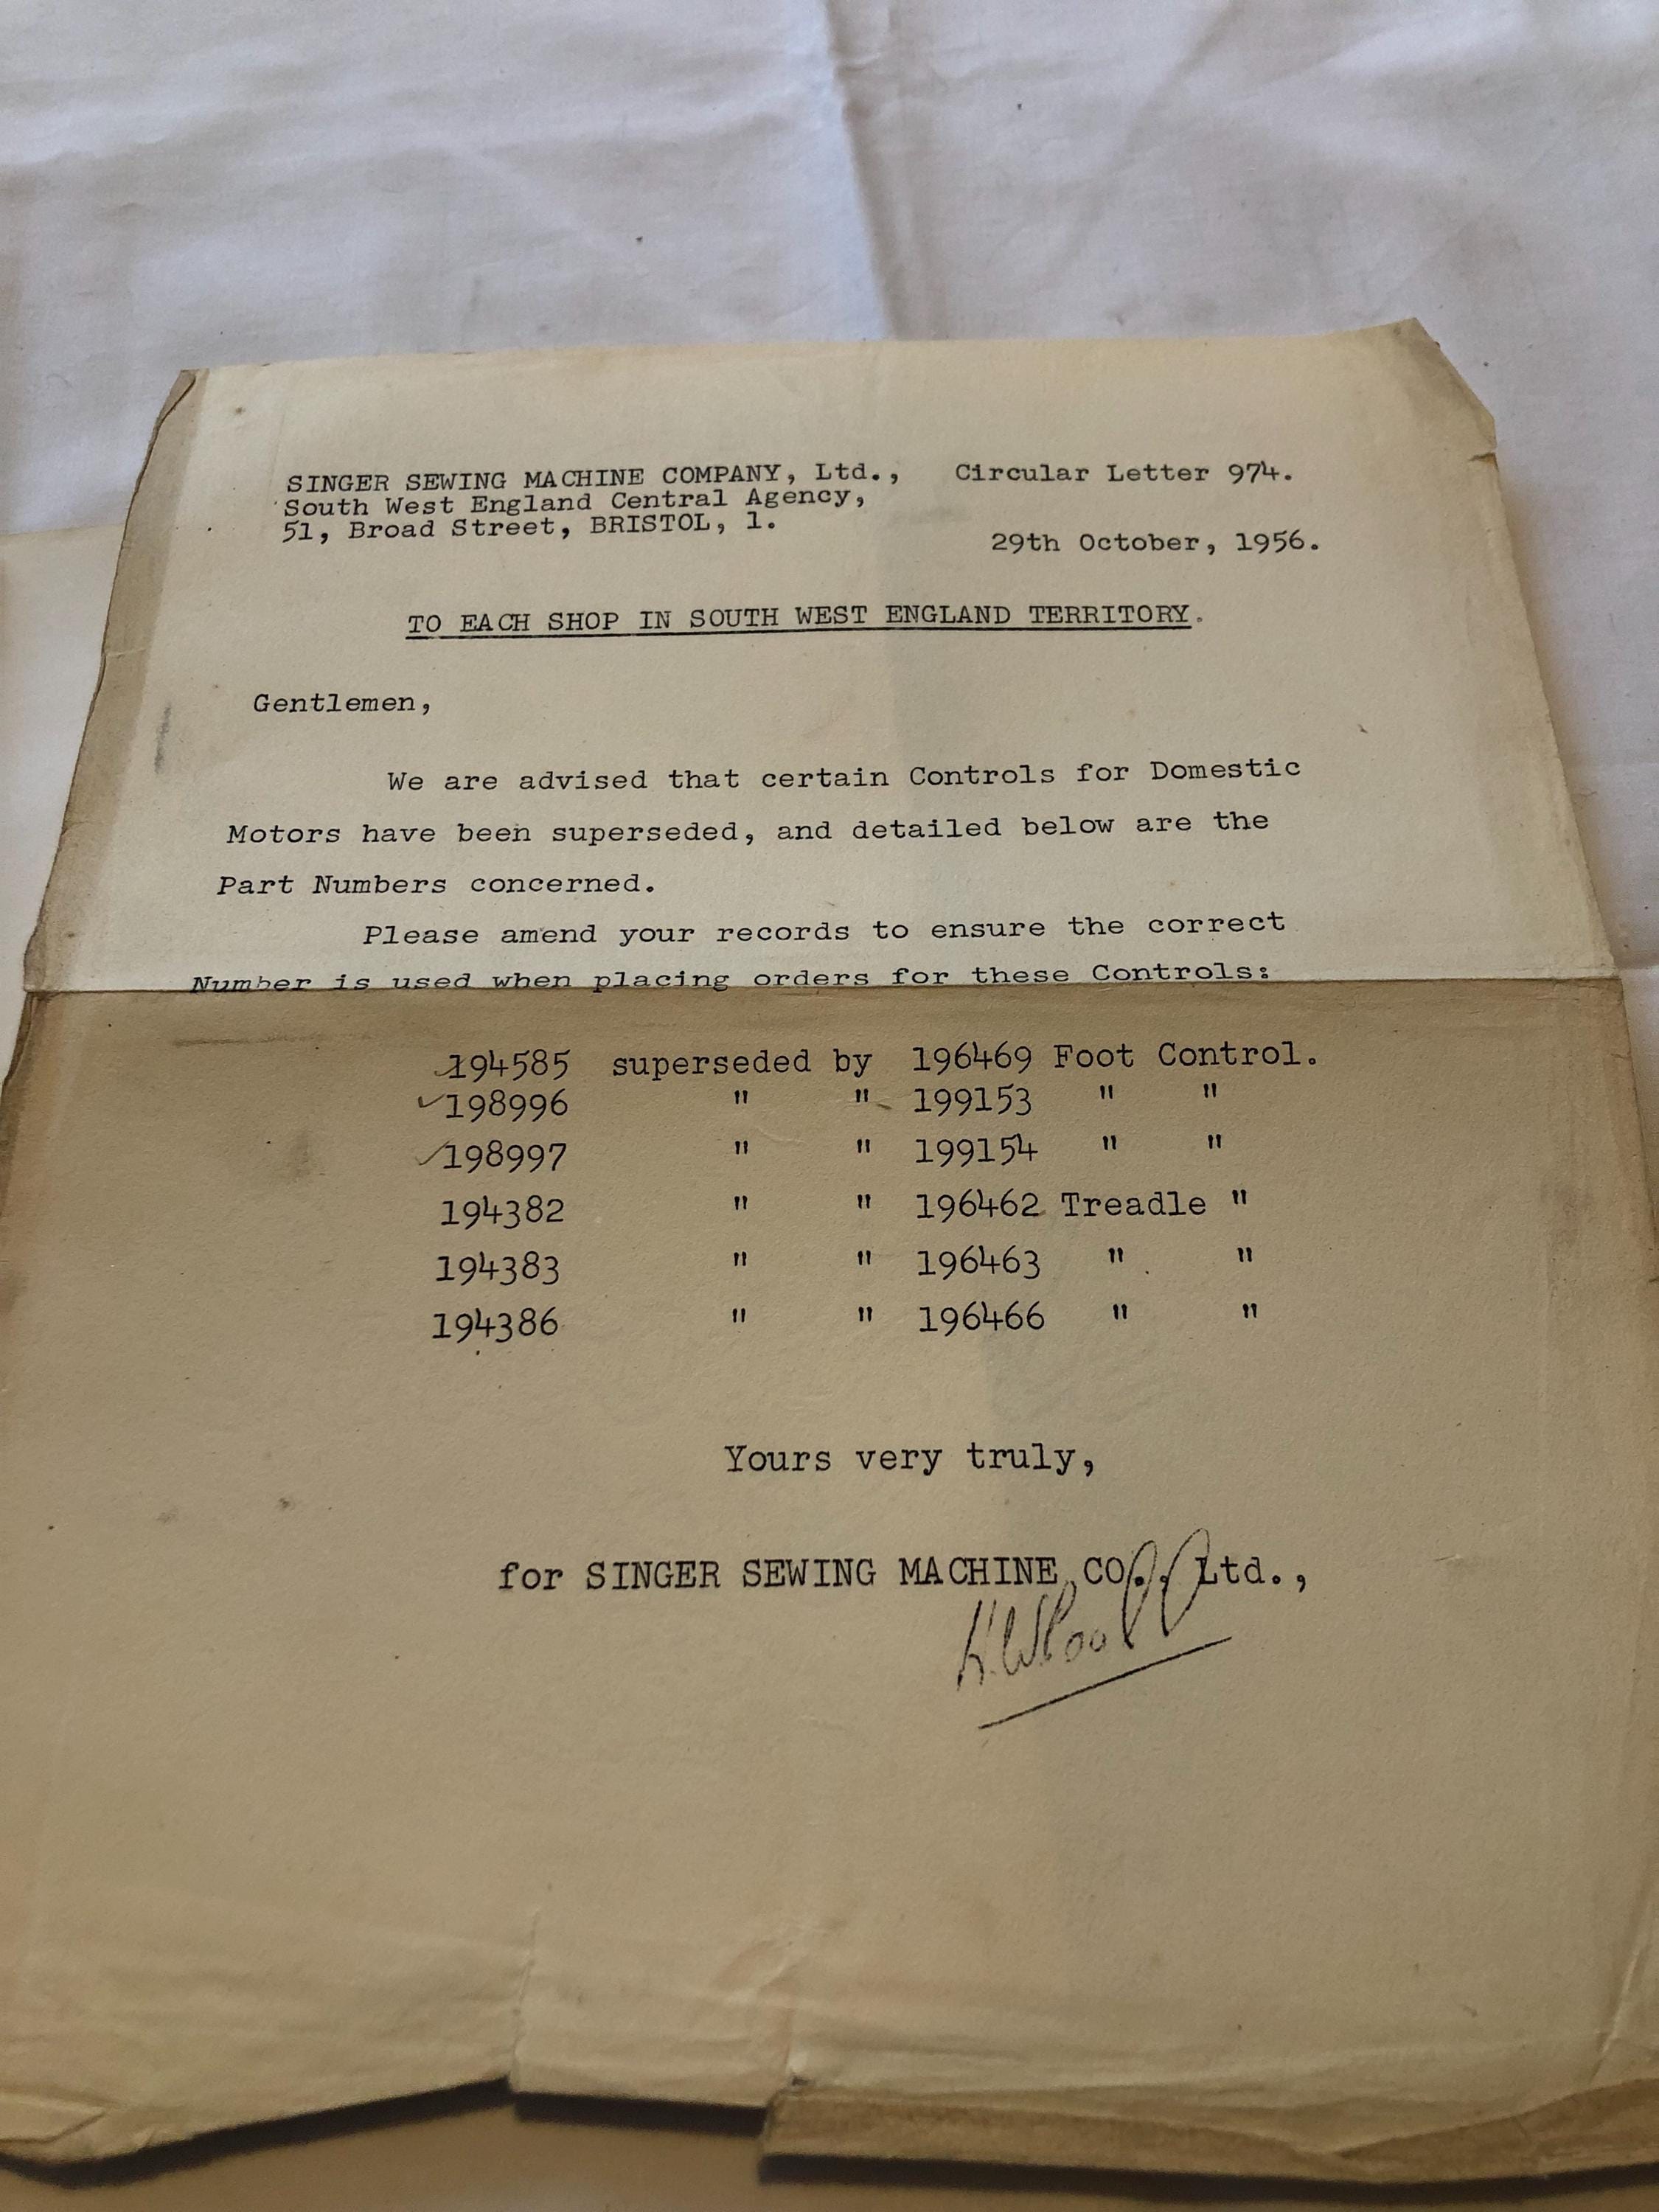 SINGER SEWING MACHINE COMPANY, Ltd., Circular Letter 974.
South West England Central Agency,
51, Broad Street, BRISTOL, 1.
29th October, 1956.
TO EACH SHOP IN SOUTH WEST ENGLAND TERRITORY.
Gentlemen,
We are advised that certain Controls for Domestic
Motors have been superseded, and detailed below are the
Part Numbers concerned.
Please amend your records to ensure the correct
Number is used when placing orders for these Controls:
194585 superseded by 196469 Foot Control.
198996 " " 199153 " "
198997 " " 199154 " "
194382 " " 196462 Treadle "
194383 " " 196463 " "
194386 " " 196466 " "
Yours very truly,
for SINGER SEWING MACHINE CO., Ltd.,